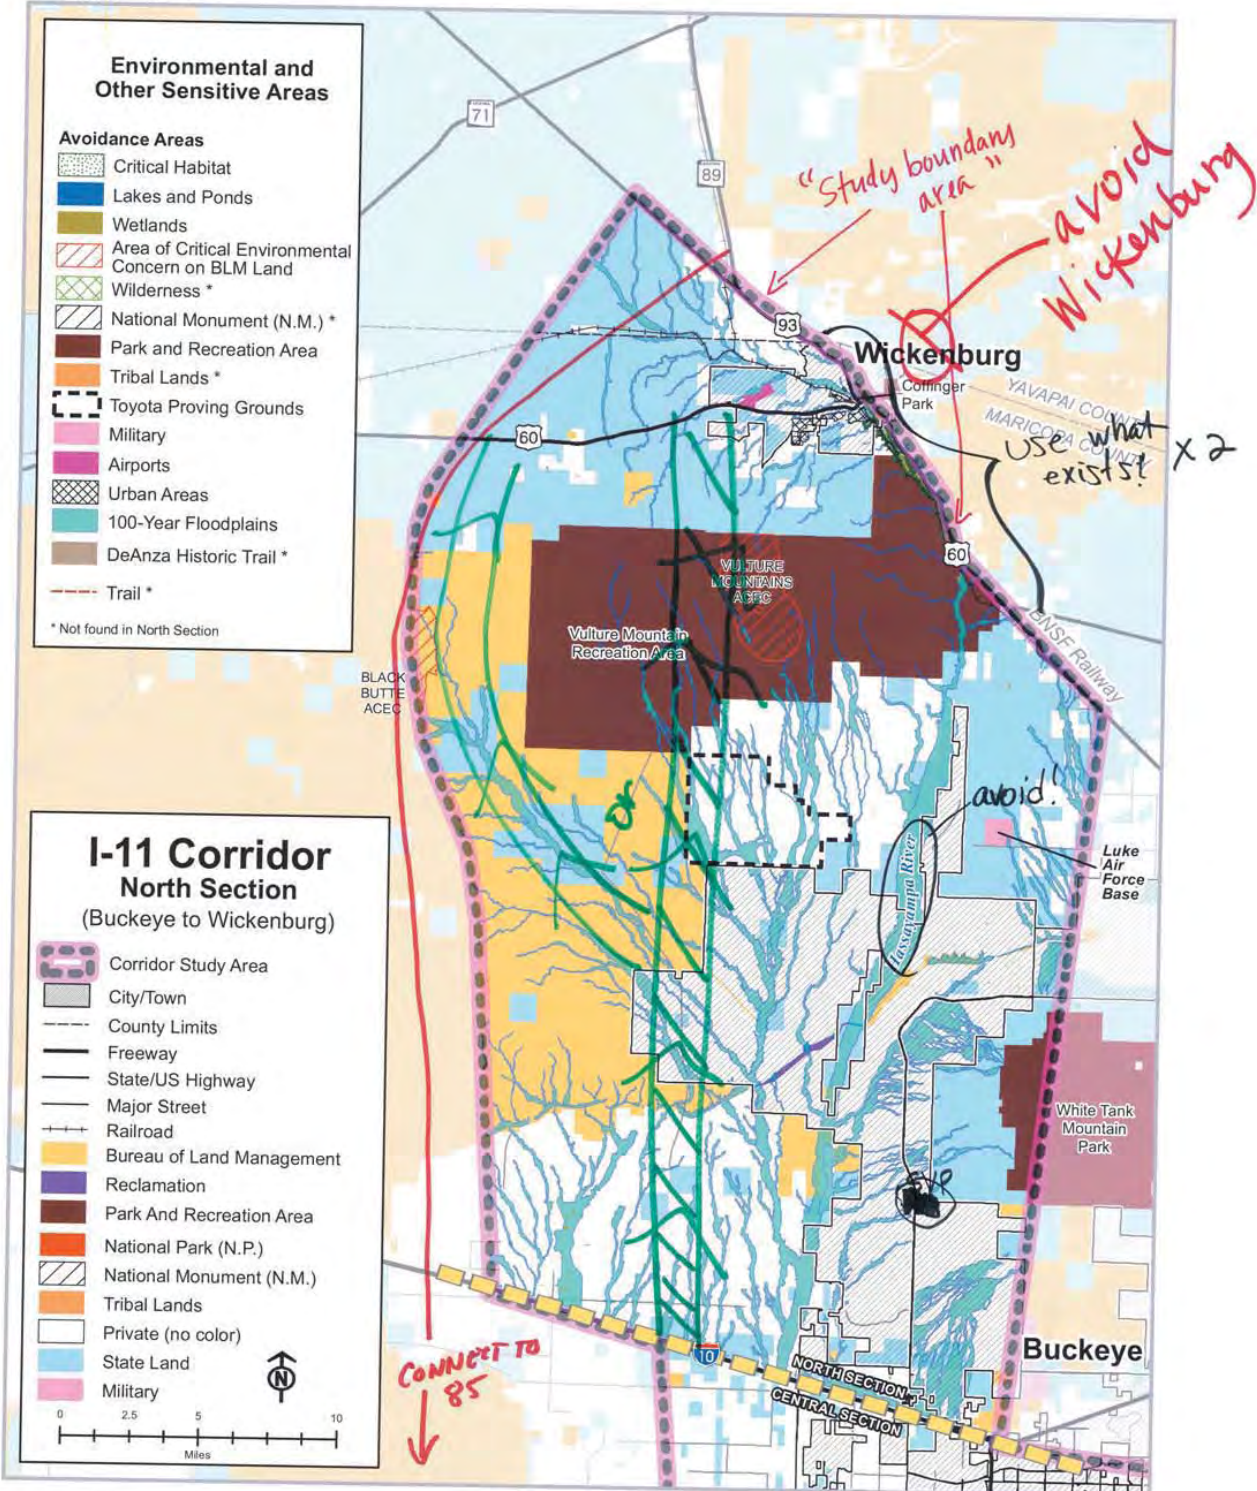 Environmental and
Other Sensitive Areas
Avoidance Areas
Critical Habitat
Lakes and Ponds
Wetlands
Area of Critical Environmental
Concern on BLM Land
Wilderness *
National Monument (N.M.) *
Park and Recreation Area
Tribal Lands *
Toyota Proving Grounds
Military
Airports
Urban Areas
100-Year Floodplains
DeAnza Historic Trail *
Trail *
* Not found in North Section
71
89
"Study boundary
area"
avoid
Wickenburg
93
Wickenburg
Coffinger
Park
YAVAPAI COUNTY
MARICOPA COUNTY
use what
exists!
x 2
60
60
VULTURE
MOUNTAINS
ACEC
Vulture Mountain
Recreation Area
BNSF Railway
BLACK
BUTTE
ACEC
or
avoid!
Luke
Air
Force
Base
Hassayampa River
I-11 Corridor
North Section
(Buckeye to Wickenburg)
Corridor Study Area
City/Town
County Limits
Freeway
State/US Highway
Major Street
Railroad
Bureau of Land Management
Reclamation
Park And Recreation Area
National Park (N.P.)
National Monument (N.M.)
Tribal Lands
Private (no color)
State Land
Military
N
0 2.5 5 10
Miles
White Tank
Mountain
Park
CONNECT TO
85
10
NORTH SECTION
CENTRAL SECTION
Buckeye